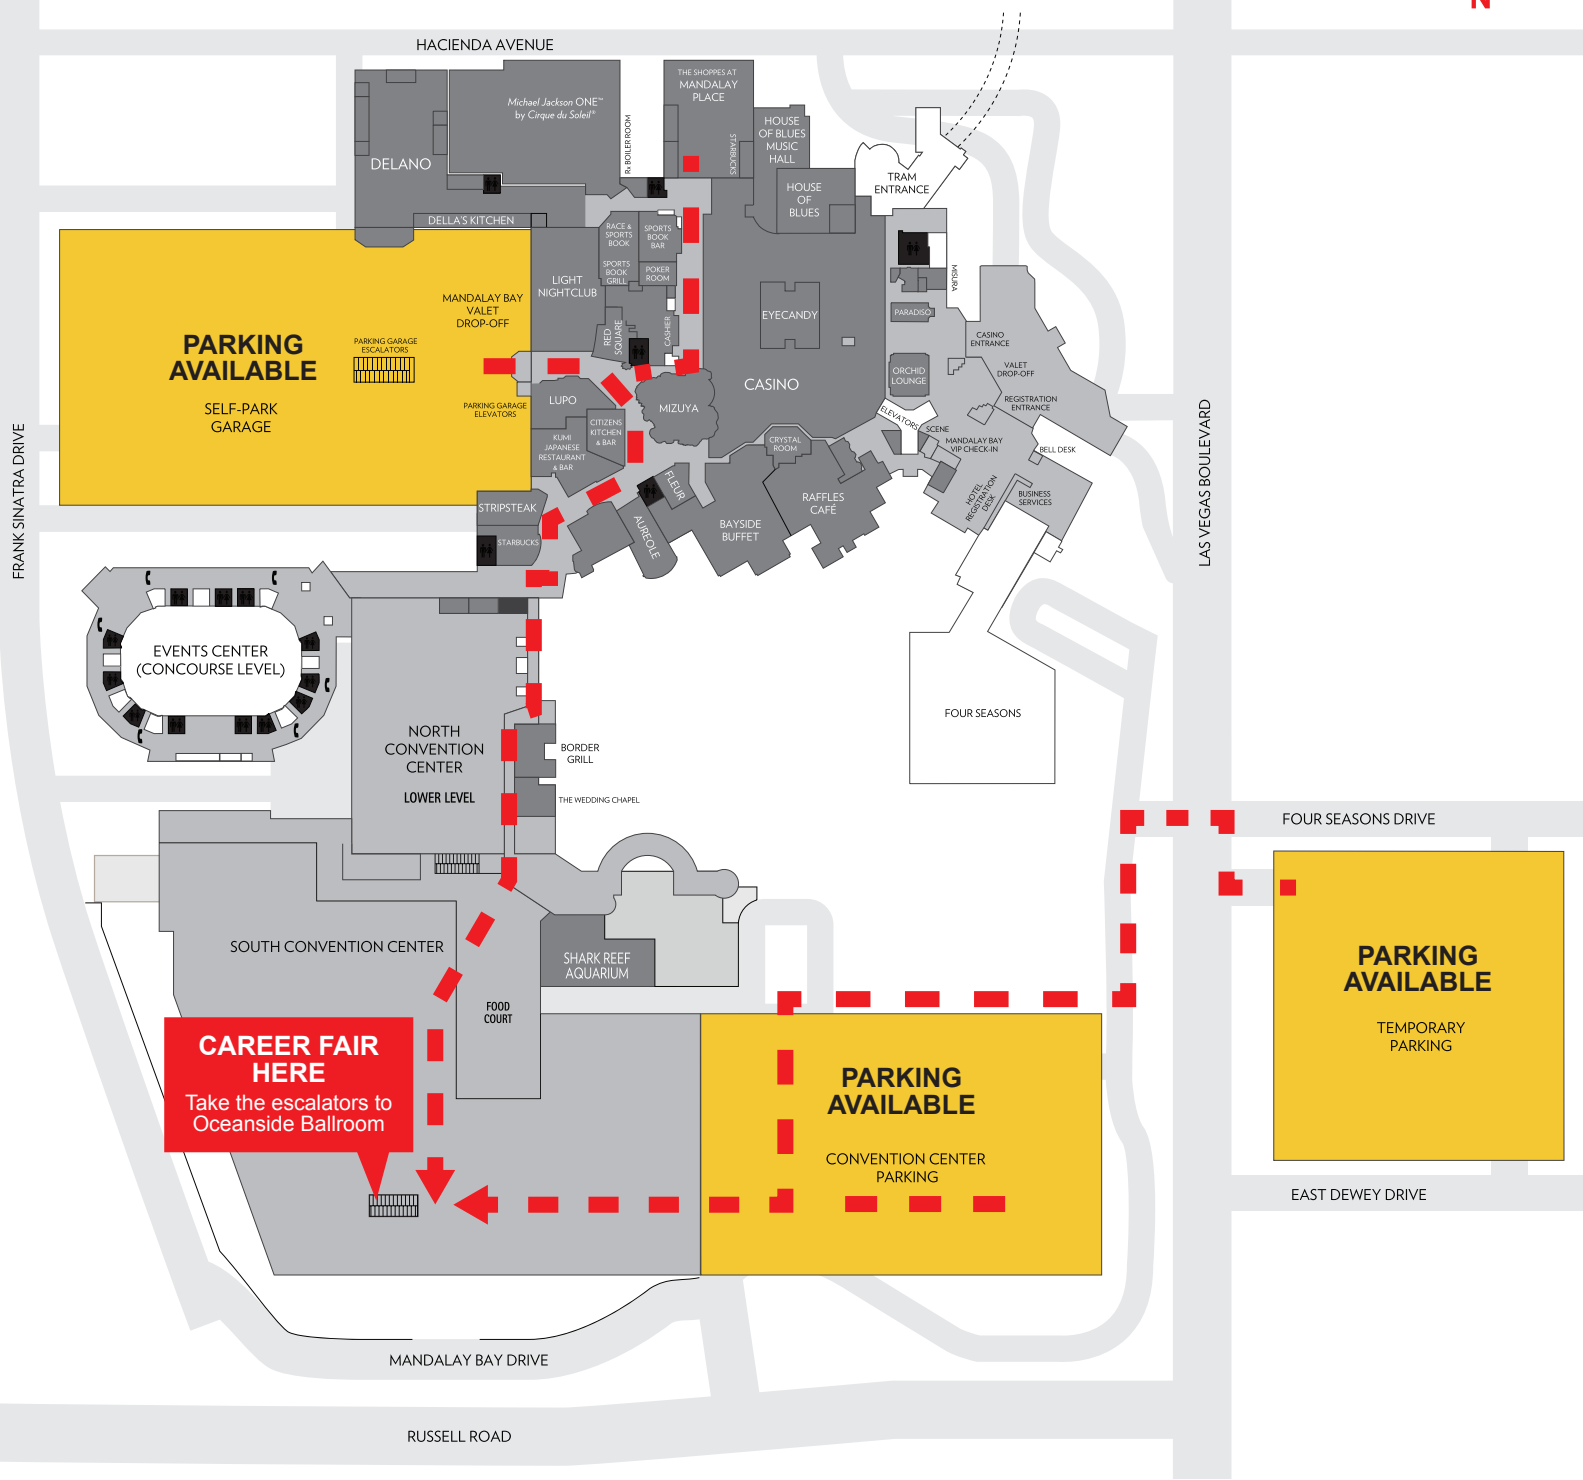 N
HACIENDA AVENUE
THE SHOPPES AT
MANDALAY
PLACE
Michael Jackson ONE™
by Cirque du Soleil®
Rx BOILER ROOM
STARBUCKS
HOUSE
OF BLUES
MUSIC
HALL
DELANO
TRAM
ENTRANCE
HOUSE
OF
BLUES
DELLA'S KITCHEN
RACE &
SPORTS
BOOK
SPORTS
BOOK
BAR
SPORTS
BOOK
GRILL
POKER
ROOM
LIGHT
NIGHTCLUB
MISURA
MANDALAY BAY
VALET
DROP-OFF
EYECANDY
PARADISO
RED
SQUARE
CASHIER
PARKING
AVAILABLE
PARKING GARAGE
ESCALATORS
CASINO
ENTRANCE
VALET
DROP-OFF
ORCHID
LOUNGE
CASINO
SELF-PARK
GARAGE
PARKING GARAGE
ELEVATORS
LUPO
MIZUYA
REGISTRATION
ENTRANCE
ELEVATORS
SCENE
CITIZENS
KITCHEN
& BAR
KUMI
JAPANESE
RESTAURANT
& BAR
CRYSTAL
ROOM
MANDALAY BAY
VIP CHECK-IN
BELL DESK
FRANK SINATRA DRIVE
LAS VEGAS BOULEVARD
FLEUR
RAFFLES
CAFÉ
HOTEL
REGISTRATION
DESK
BUSINESS
SERVICES
STRIPSTEAK
STARBUCKS
AUREOLE
BAYSIDE
BUFFET
EVENTS CENTER
(CONCOURSE LEVEL)
FOUR SEASONS
NORTH
CONVENTION
CENTER
LOWER LEVEL
BORDER
GRILL
THE WEDDING CHAPEL
FOUR SEASONS DRIVE
SOUTH CONVENTION CENTER
SHARK REEF
AQUARIUM
FOOD
COURT
PARKING
AVAILABLE
TEMPORARY
PARKING
CAREER FAIR
HERE
Take the escalators to
Oceanside Ballroom
PARKING
AVAILABLE
CONVENTION CENTER
PARKING
EAST DEWEY DRIVE
MANDALAY BAY DRIVE
RUSSELL ROAD